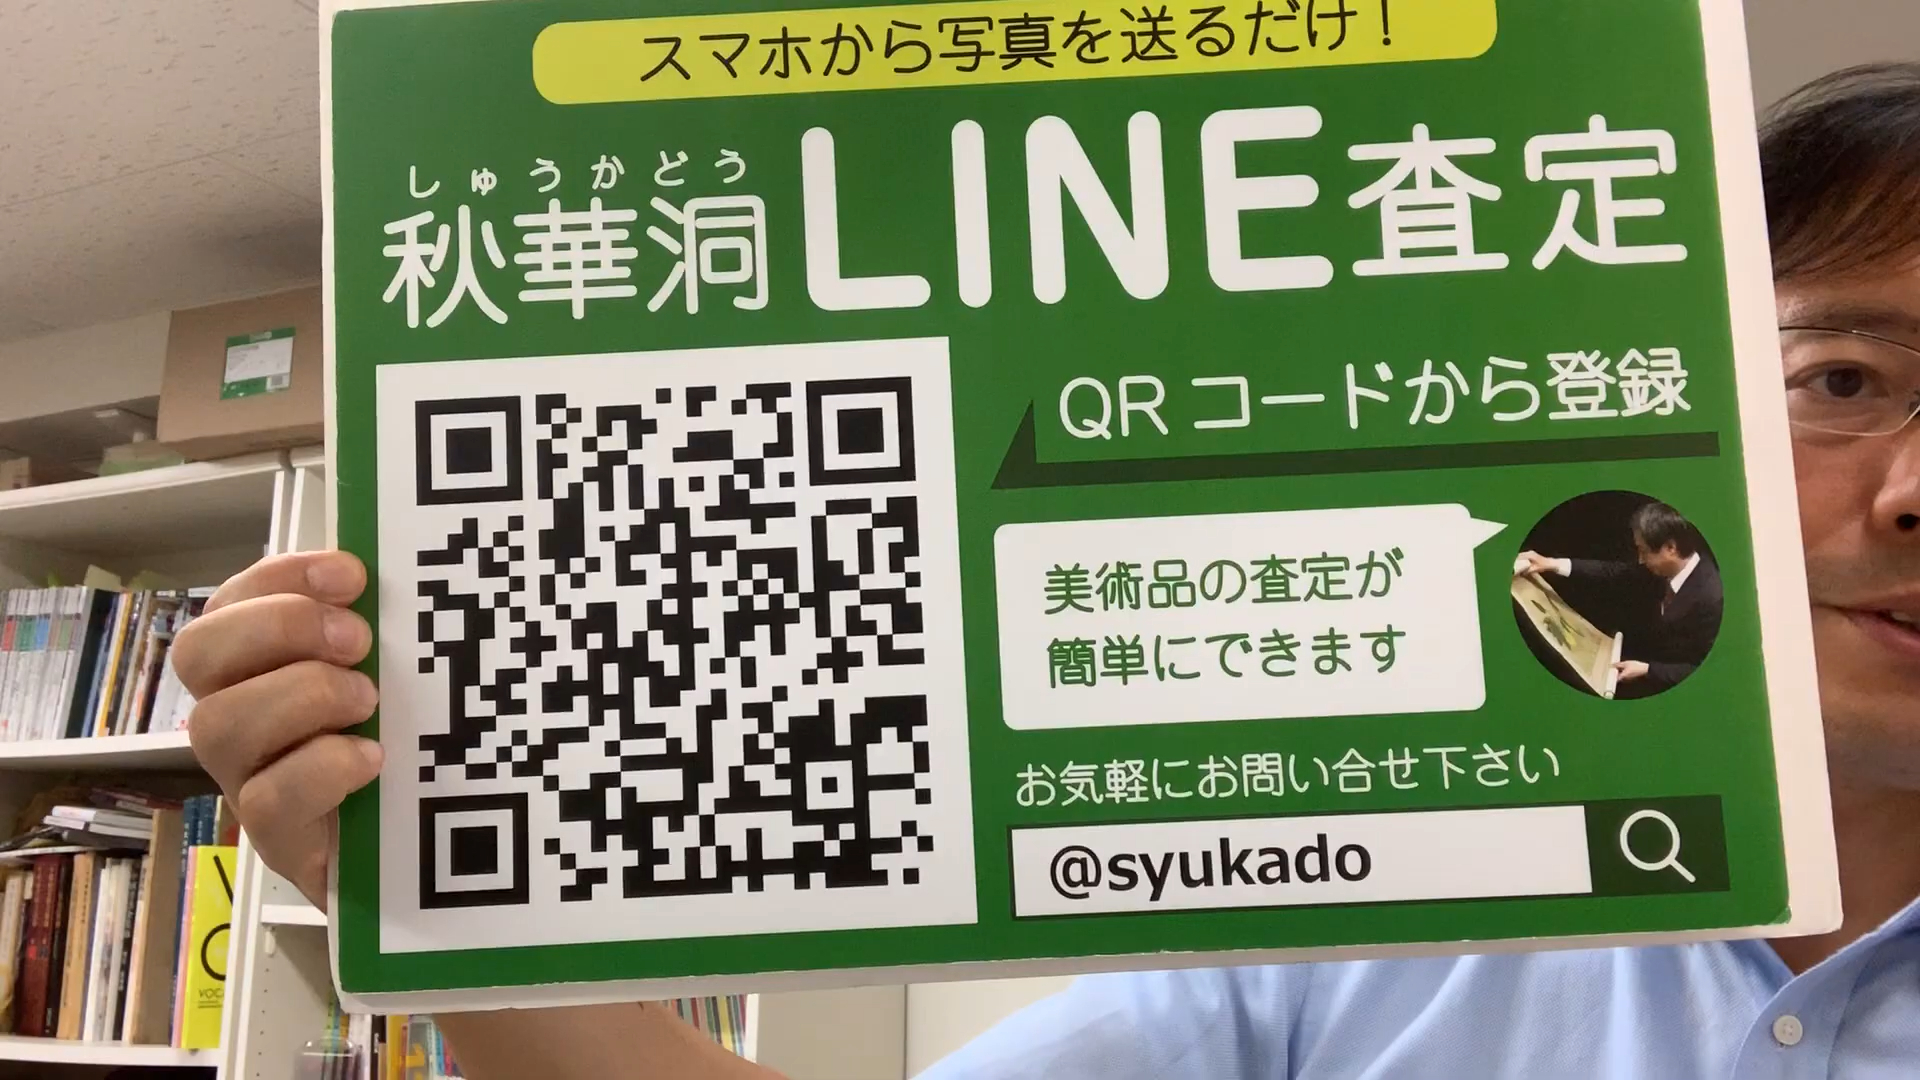 スマホから写真を送るだけ！
しゅうかどう
秋華洞LINE査定
QRコードから登録
美術品の査定が
簡単にできます
お気軽にお問い合せ下さい
@syukado